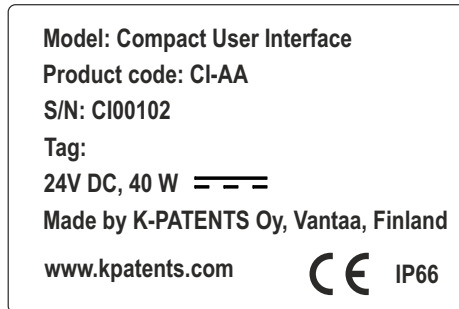 Model: Compact User Interface
Product code: CI-AA
S/N: CI00102
Tag:
24V DC, 40 W
Made by K-PATENTS Oy, Vantaa, Finland
www.kpatents.com CE IP66